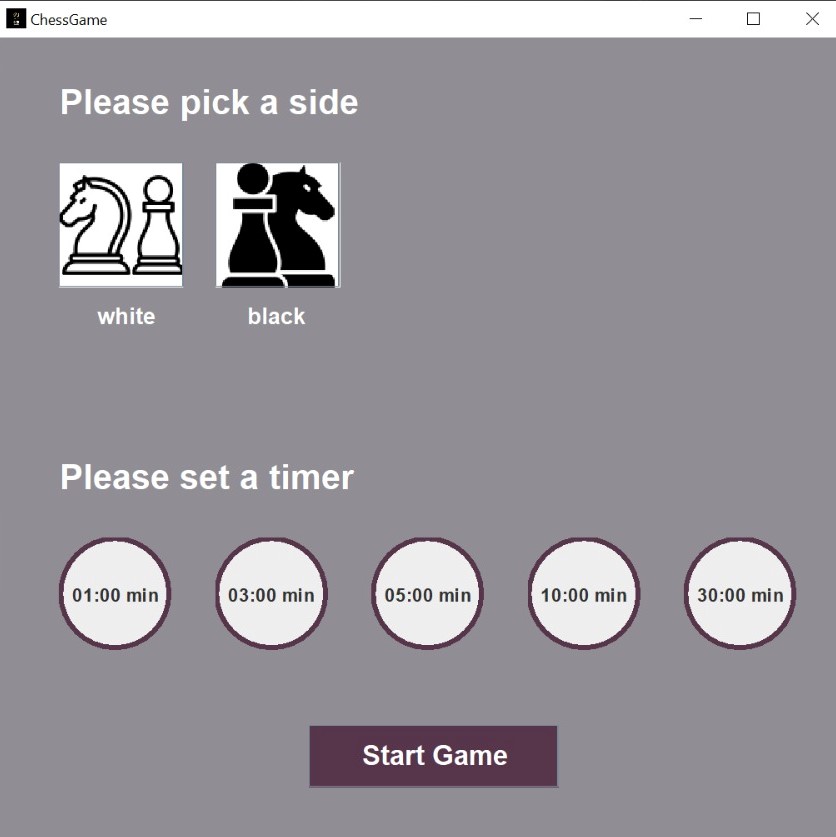 ChessGame
Please pick a side
white black
Please set a timer
01:00 min 03:00 min 05:00 min 10:00 min 30:00 min
Start Game